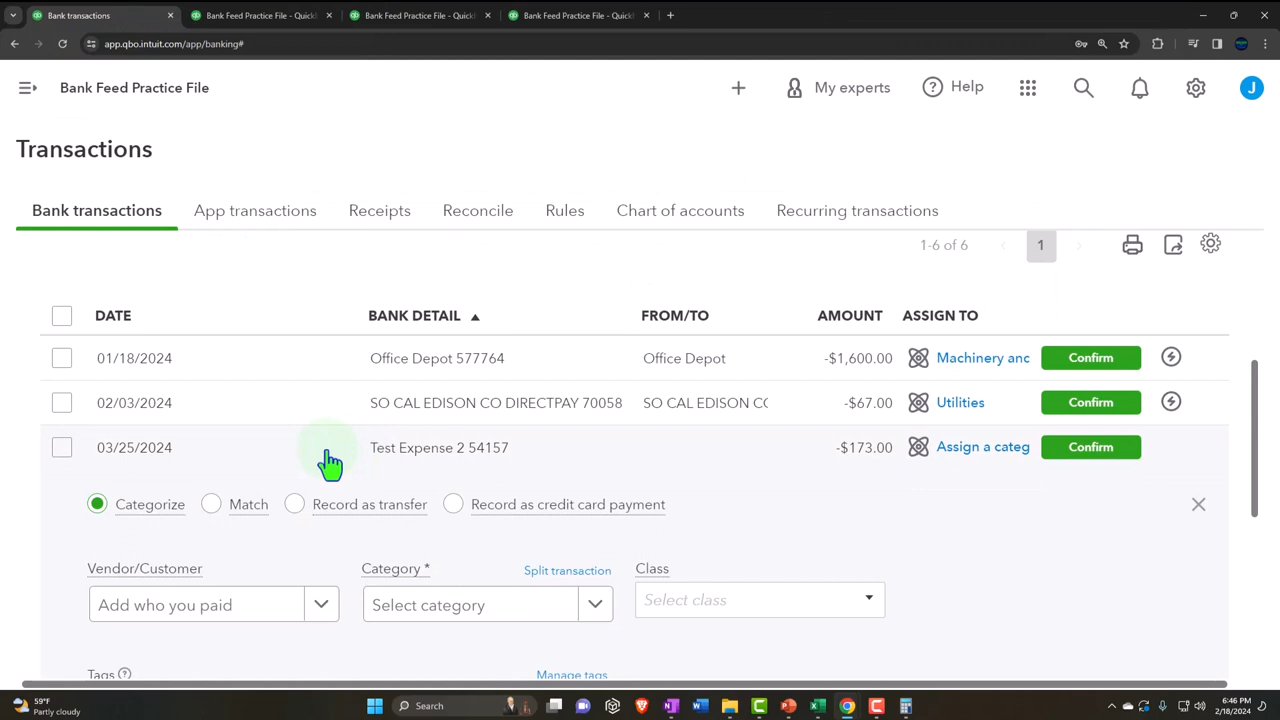 Bank transactions
Bank Feed Practice File - Quickl
Bank Feed Practice File - Quickl
Bank Feed Practice File - Quickl
app.qbo.intuit.com/app/banking#
Bank Feed Practice File
My experts
Help
J
Transactions
Bank transactions
App transactions
Receipts
Reconcile
Rules
Chart of accounts
Recurring transactions
1-6 of 6
1
DATE
BANK DETAIL
FROM/TO
AMOUNT
ASSIGN TO
01/18/2024 Office Depot 577764 Office Depot -$1,600.00 Machinery anc Confirm
02/03/2024 SO CAL EDISON CO DIRECTPAY 70058 SO CAL EDISON CC -$67.00 Utilities Confirm
03/25/2024 Test Expense 2 54157 -$173.00 Assign a categ Confirm
Categorize
Match
Record as transfer
Record as credit card payment
Vendor/Customer
Category *
Split transaction
Class
Add who you paid
Select category
Select class
Tags
Manage tags
59°F
Partly cloudy
Search
6:46 PM
2/18/2024